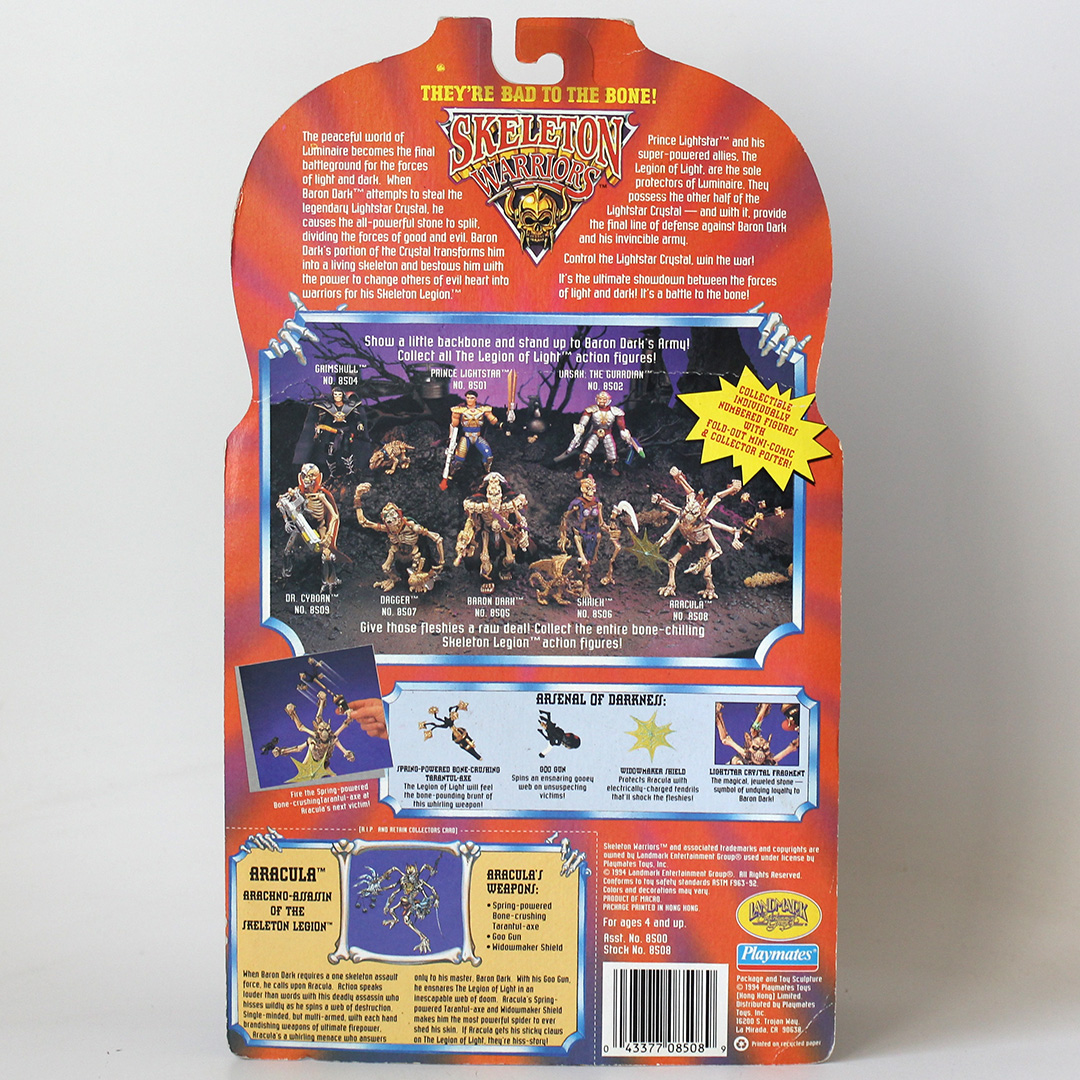 THEY'RE BAD TO THE BONE!
SKELETON
WARRIORS™
The peaceful world of
Luminaire becomes the final
battleground for the forces
of light and dark. When
Baron Dark™ attempts to steal the
legendary Lightstar Crystal, he
causes the all-powerful stone to split,
dividing the forces of good and evil. Baron
Dark's portion of the Crystal transforms him
into a living skeleton and bestows him with
the power to change others of evil heart into
warriors for his Skeleton Legion.™
Prince Lightstar™ and his
super-powered allies, The
Legion of Light, are the sole
protectors of Luminaire. They
possess the other half of the
Lightstar Crystal — and with it, provide
the final line of defense against Baron Dark
and his invincible army.
Control the Lightstar Crystal, win the war!
It's the ultimate showdown between the forces
of light and dark! It's a battle to the bone!
Show a little backbone and stand up to Baron Dark's Army!
Collect all The Legion of Light™ action figures!
GRIMSKULL™
NO. 8504
PRINCE LIGHTSTAR™
NO. 8501
URSAK: THE GUARDIAN™
NO. 8502
COLLECTIBLE
INDIVIDUALLY
NUMBERED FIGURES
WITH
FOLD-OUT MINI-COMIC
& COLLECTOR POSTER!
DR. CYBORN™
NO. 8509
DAGGER™
NO. 8507
BARON DARK™
NO. 8505
SHRIEK™
NO. 8506
ARACULA™
NO. 8508
Give those fleshies a raw deal! Collect the entire bone-chilling
Skeleton Legion™ action figures!
Fire the Spring-powered
Bone-crushing Tarantul-axe at
Aracula's next victim!
ARSENAL OF DARKNESS:
SPRING-POWERED BONE-CRUSHING
TARANTUL-AXE
The Legion of Light will feel
the bone-pounding brunt of
this whirling weapon!
GOO GUN
Spins an ensnaring gooey
web on unsuspecting
victims!
WIDOWMAKER SHIELD
Protects Aracula with
electrically-charged tendrils
that'll shock the fleshies!
LIGHTSTAR CRYSTAL FRAGMENT
The magical, jeweled stone —
symbol of undying loyalty to
Baron Dark!
(R.I.P. AND RETAIN COLLECTORS CARD)
ARACULA™
ARACHNO-ASSASSIN
OF THE
SKELETON LEGION™
ARACULA'S
WEAPONS:
• Spring-powered
Bone-crushing
Tarantul-axe
• Goo Gun
• Widowmaker Shield
When Baron Dark requires a one skeleton assault
force, he calls upon Aracula. Action speaks
louder than words with this deadly assassin who
hisses wildly as he spins a web of destruction.
Single-minded, but multi-armed, with each hand
brandishing weapons of ultimate firepower.
Aracula's a whirling menace who answers
only to his master, Baron Dark. With his Goo Gun,
he ensnares The Legion of Light in an
inescapable web of doom. Aracula's Spring-
powered Tarantul-axe and Widowmaker Shield
makes him the most powerful spider to ever
shed his skin. If Aracula gets his sticky claws
on The Legion of Light, they're hiss-story!
Skeleton Warriors™ and associated trademarks and copyrights are
owned by Landmark Entertainment Group® used under license by
Playmates Toys, Inc.
© 1994 Landmark Entertainment Group®. All Rights Reserved.
Conforms to toy safety standards ASTM F963-92.
Colors and decorations may vary.
PRODUCT OF MACAO.
PACKAGE PRINTED IN HONG KONG.
For ages 4 and up.
Asst. No. 8500
Stock No. 8508
LANDMARK
Playmates®
Package and Toy Sculpture
© 1994 Playmates Toys
(Hong Kong) Limited
Distributed by Playmates
Toys, Inc.
16200 S. Trojan Way
La Mirada, CA 90638
Printed on recycled paper
0 43377 08508 9